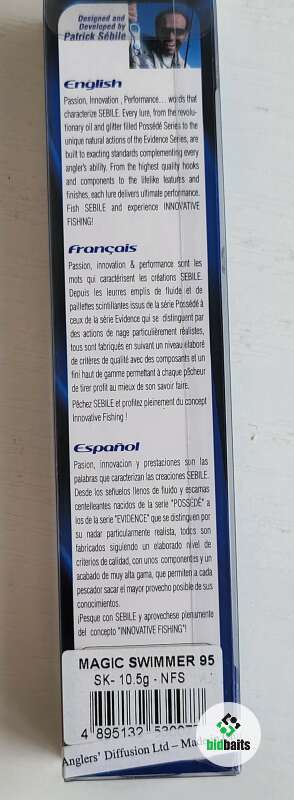 Designed and
Developed by
Patrick Sébile
English
Passion, Innovation , Performance… words that
characterize SEBILE. Every lure, from the revolu-
tionary oil and glitter filled Possédé Series to the
unique natural actions of the Evidence Series, are
built to exacting standards complementing every
angler's ability. From the highest quality hooks
and components to the lifelike features and
finishes, each lure delivers ultimate performance.
Fish SEBILE and experience INNOVATIVE
FISHING!
Français
Passion, innovation & performance sont les
mots qui caractérisent les créations SEBILE.
Depuis les leurres emplis de fluide et de
paillettes scintillantes issus de la série Possédé à
ceux de la série Evidence qui se distinguent par
des actions de nage particulièrement réalistes,
tous sont fabriqués en suivant un niveau élaboré
de critères de qualité avec des composants et un
fini haut de gamme permettant à chaque pêcheur
de tirer profit au mieux de son savoir faire.
Pêchez SEBILE et profitez pleinement du concept
Innovative Fishing !
Español
Pasion, innovacion y prestaciones son las
palabras que caracterizan las creaciones SEBILE.
Desde los señuelos llenos de fluido y escamas
centelleantes nacidos de la serie "POSSÉDÉ" a
los de la serie "EVIDENCE" que se distinguen por
su nadar particularmente realista, todos son
fabricados siguiendo un elaborado nivel de
criterios de calidad, con unos componentes y un
acabado de muy alta gama, que permiten a cada
pescador sacar el mayor provecho posible de sus
conocimientos.
¡Pesque con SEBILE y aprovechese plenamente
del concepto "INNOVATIVE FISHING"!
MAGIC SWIMMER 95
SK- 10.5g - NFS
4 895132
Anglers' Diffusion Ltd – Made in
bidbaits